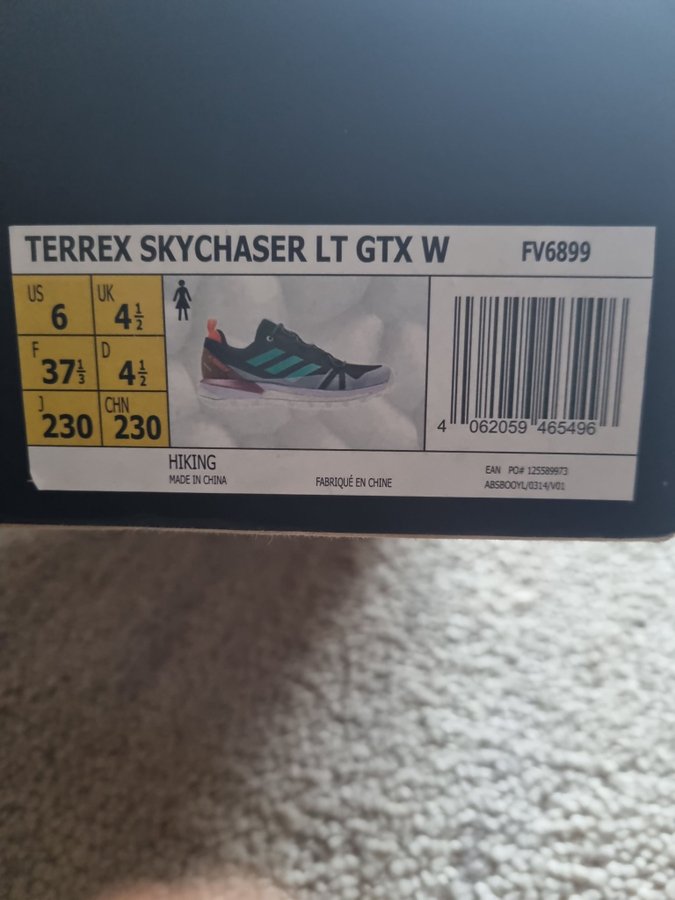 TERREX SKYCHASER LT GTX W FV6899
US 6 UK 4½
F 37⅓ D 4½
J 230 CHN 230
4 062059 465496
HIKING
MADE IN CHINA FABRIQUÉ EN CHINE
EAN PO# 125589973
ABSBOOYL/0314/V01